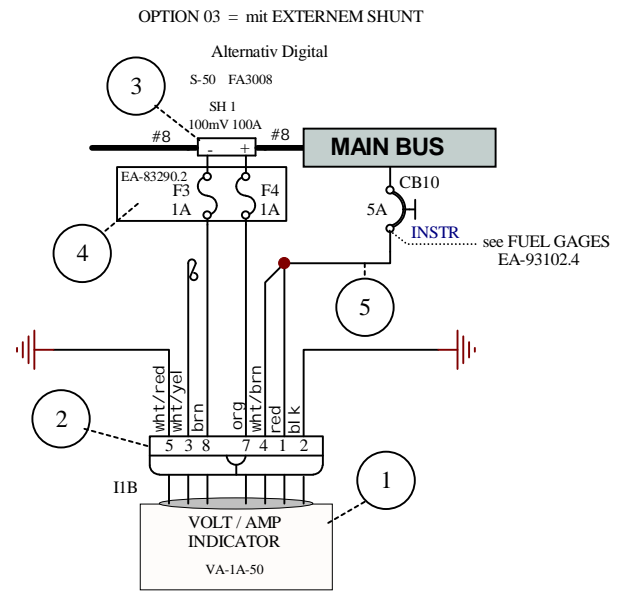 OPTION 03 = mit EXTERNEM SHUNT
Alternativ Digital
S-50 FA3008
3
SH 1
100mV 100A
#8
#8
- +
MAIN BUS
EA-83290.2
F3
1A
F4
1A
4
CB10
5A
INSTR
see FUEL GAGES
EA-93102.4
5
wht/red
wht/yel
brn
org
wht/brn
red
blk
2
5 3 8 7 4 1 2
I1B
1
VOLT / AMP
INDICATOR
VA-1A-50